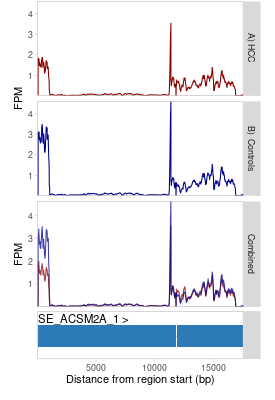 4
3
2
1
FPM
A) HCC
4
3
2
1
FPM
B) Controls
4
3
2
1
FPM
Combined
SE_ACSM2A_1 >
5000 10000 15000
Distance from region start (bp)